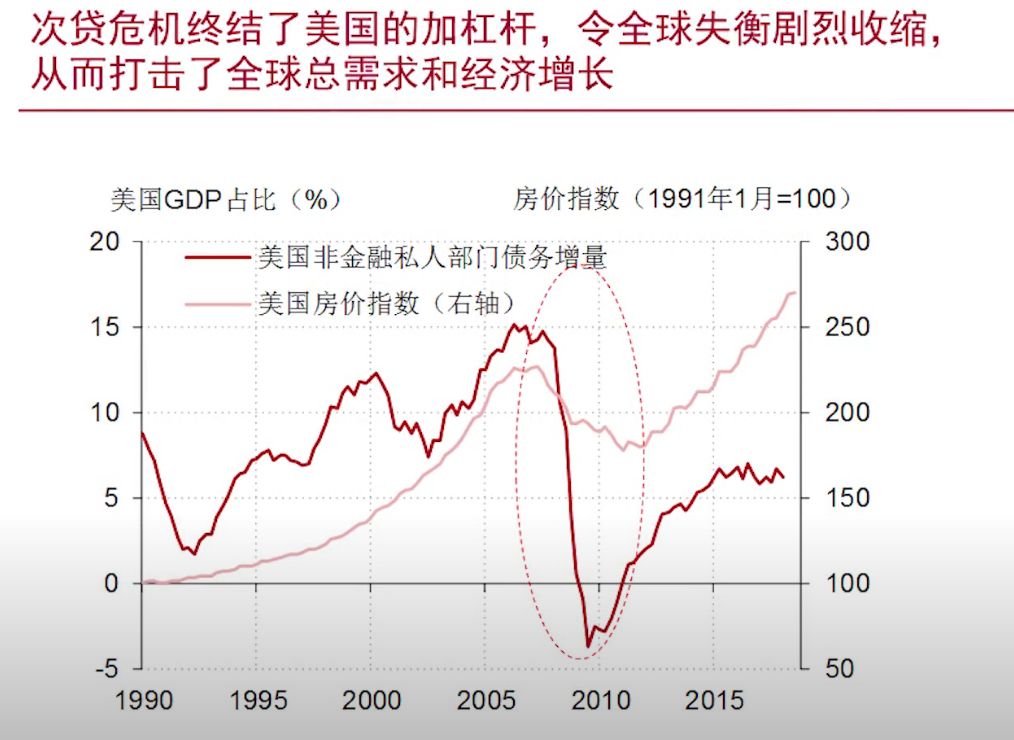 次贷危机终结了美国的加杠杆，令全球失衡剧烈收缩，
从而打击了全球总需求和经济增长
美国GDP占比（%）
房价指数（1991年1月=100）
美国非金融私人部门债务增量
美国房价指数（右轴）
20
15
10
5
0
-5
300
250
200
150
100
50
1990 1995 2000 2005 2010 2015